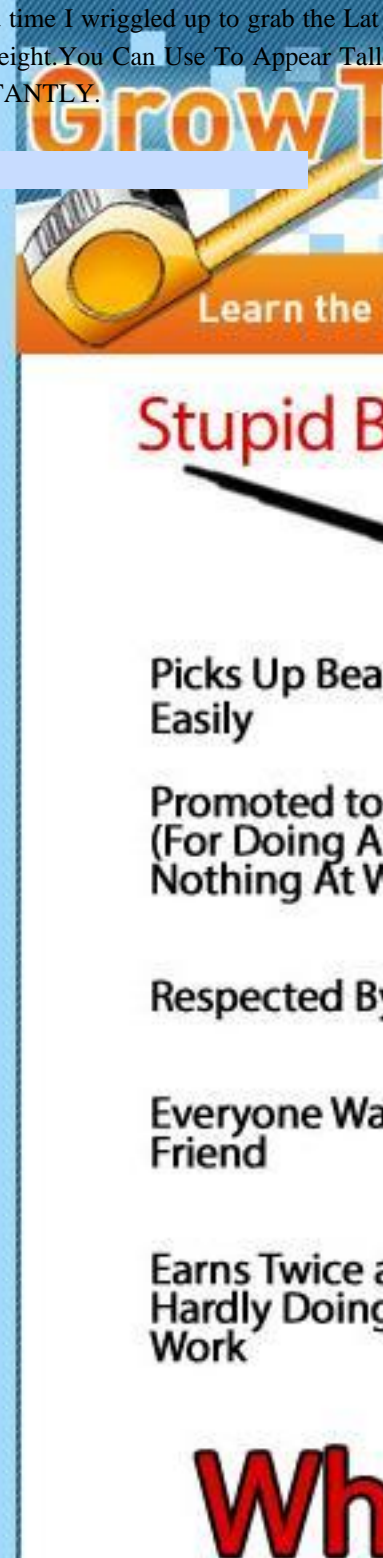 time I wriggled up to grab the Lat
eight.You Can Use To Appear Talle
TANTLY.
GrowT
Learn the
Stupid B
Picks Up Bea
Easily
Promoted to
(For Doing A
Nothing At W
Respected By
Everyone Wa
Friend
Earns Twice a
Hardly Doing
Work
Wh